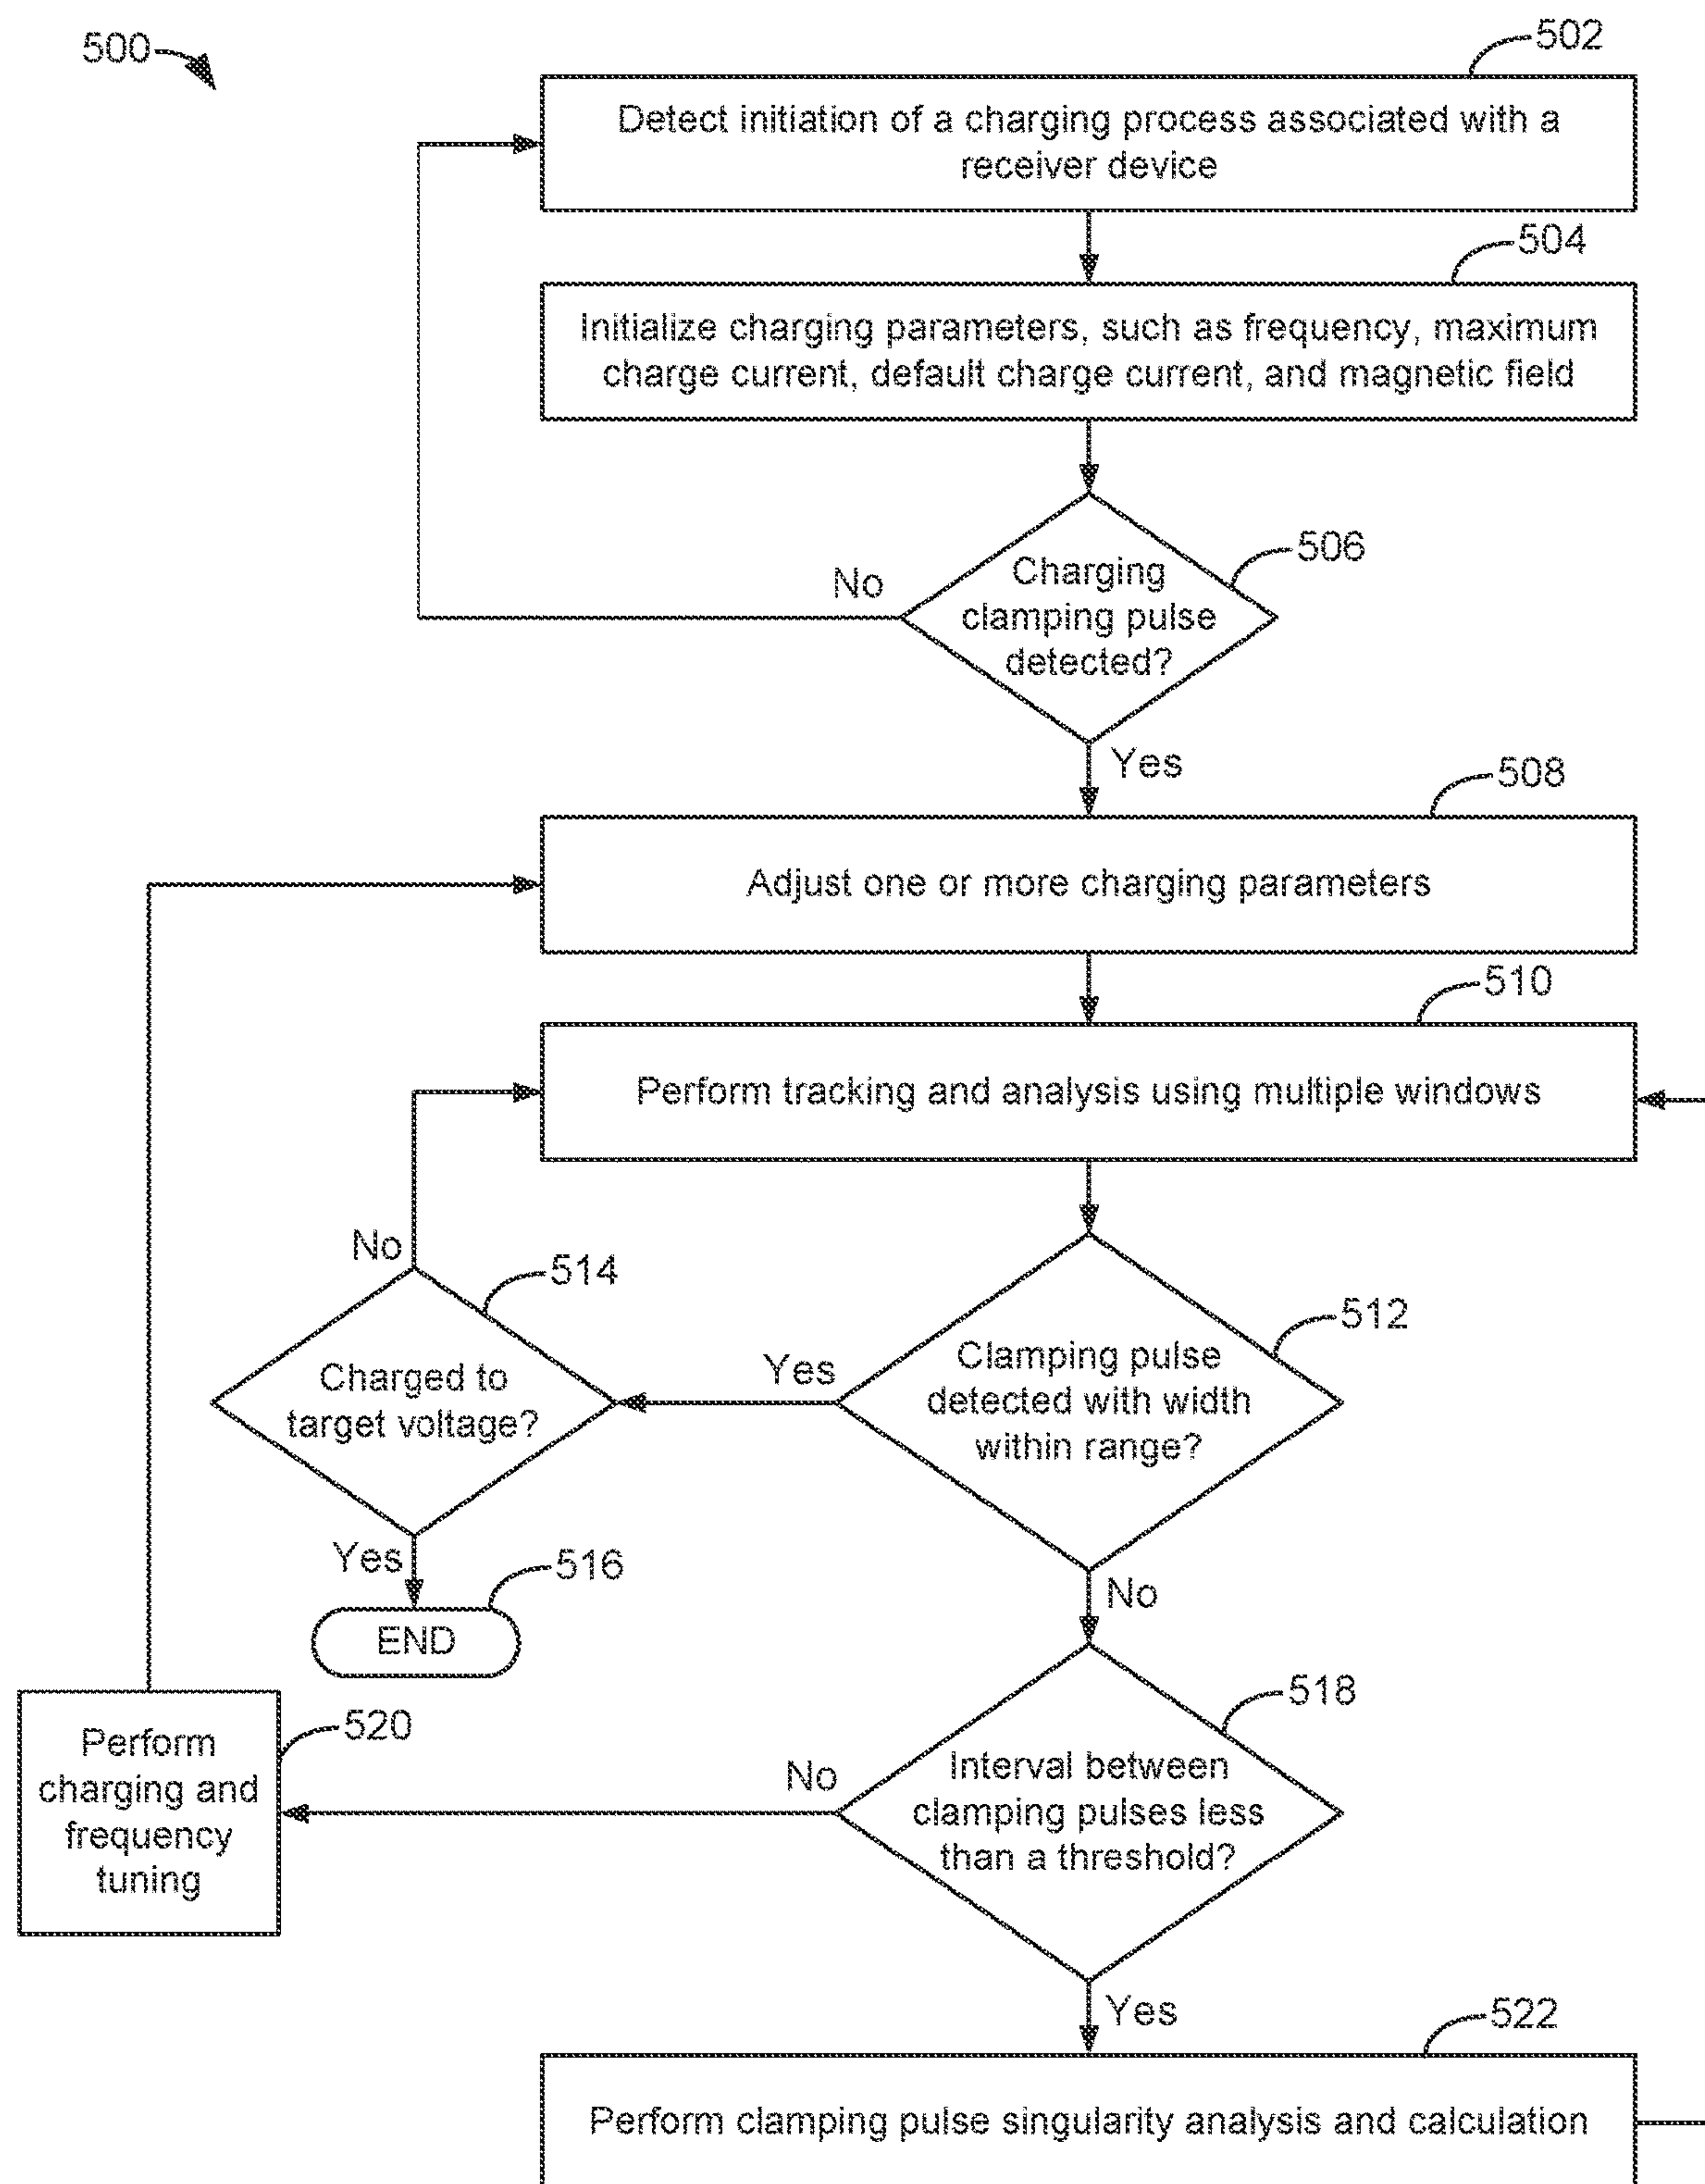 500
502
Detect initiation of a charging process associated with a
receiver device
504
Initialize charging parameters, such as frequency, maximum
charge current, default charge current, and magnetic field
506
Charging
clamping pulse
detected?
No
Yes
508
Adjust one or more charging parameters
510
Perform tracking and analysis using multiple windows
512
Clamping pulse
detected with width
within range?
Yes
No
514
Charged to
target voltage?
No
Yes
516
END
518
Interval between
clamping pulses less
than a threshold?
No
Yes
520
Perform
charging and
frequency
tuning
522
Perform clamping pulse singularity analysis and calculation